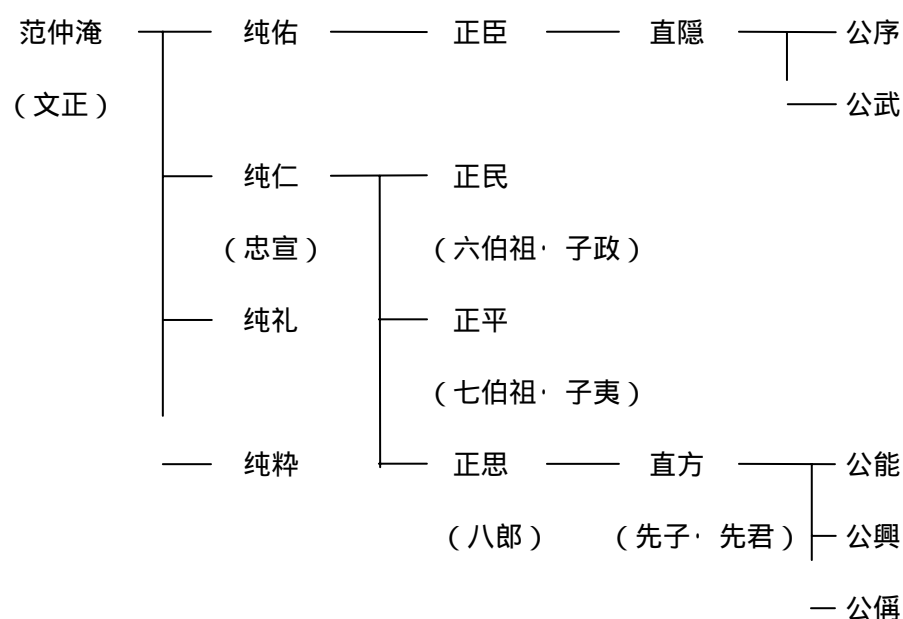 范仲淹 纯佑 正臣 直隠 公序
（文正） 公武
纯仁 正民
（忠宣） （六伯祖· 子政）
纯礼 正平
（七伯祖· 子夷）
纯粋 正思 直方 公能
（八郎） （先子· 先君） 公興
公偁